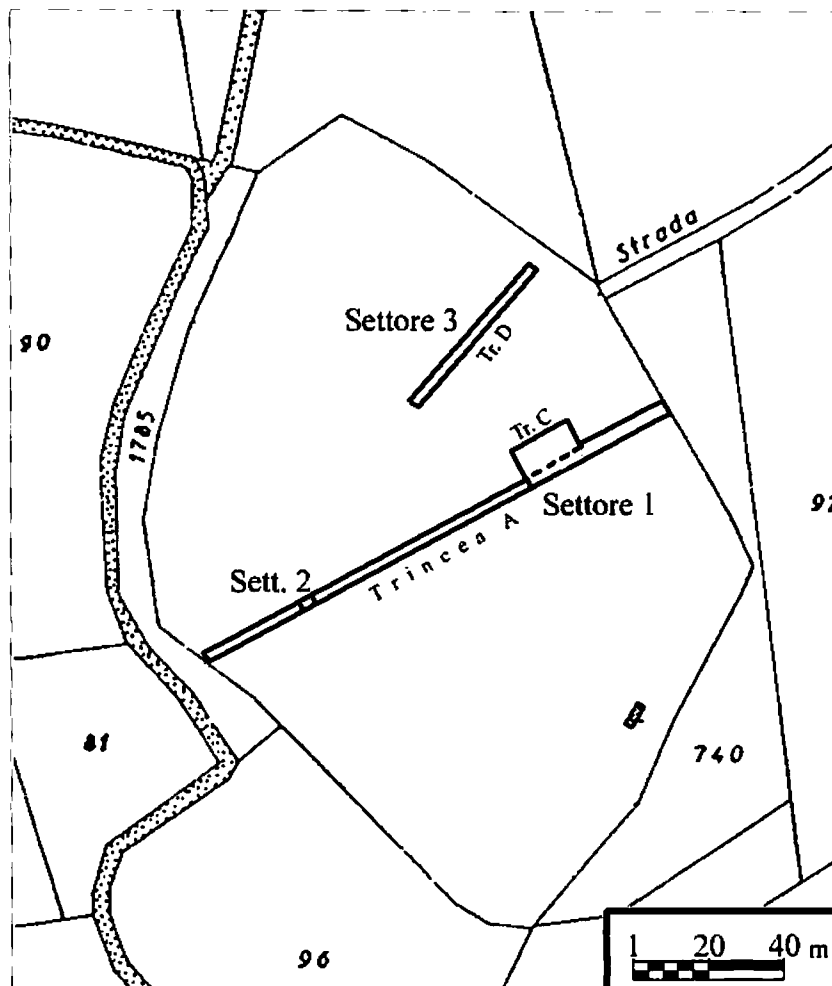 Strada
Settore 3
90
Tr. D
1785
Tr. C
Settore 1
Trincea A
Sett. 2
81
740
96
1 20 40 m